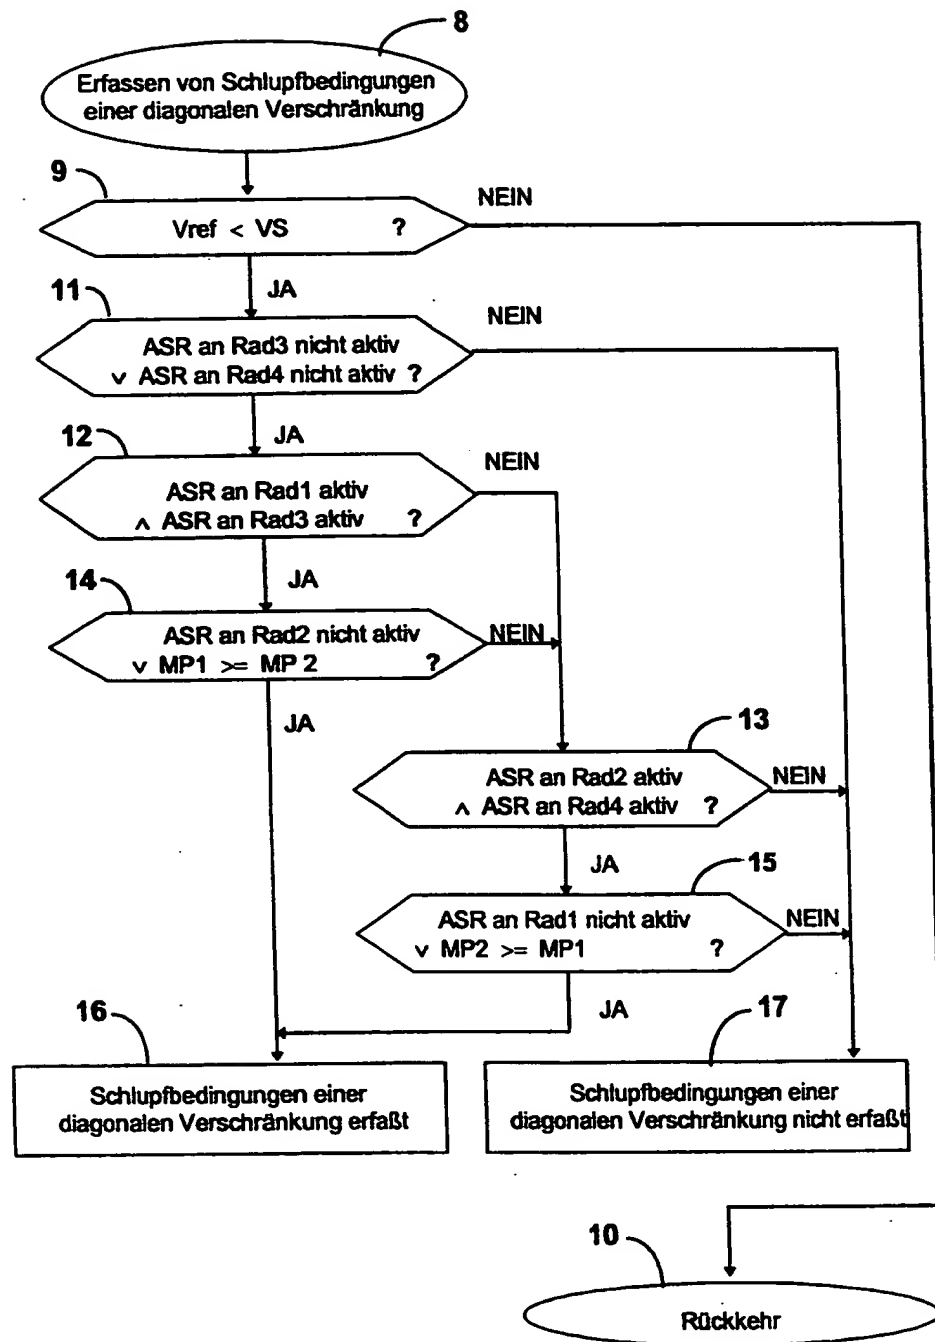 8
Erfassen von Schlupfbedingungen
einer diagonalen Verschränkung
9
NEIN
Vref < VS ?
JA
11
NEIN
ASR an Rad3 nicht aktiv
v ASR an Rad4 nicht aktiv ?
JA
12
NEIN
ASR an Rad1 aktiv
ʌ ASR an Rad3 aktiv ?
JA
14
ASR an Rad2 nicht aktiv
v MP1 >= MP 2 ?
NEIN
JA
13
ASR an Rad2 aktiv
ʌ ASR an Rad4 aktiv ?
NEIN
JA
15
ASR an Rad1 nicht aktiv
v MP2 >= MP1 ?
NEIN
JA
16
17
Schlupfbedingungen einer
diagonalen Verschränkung erfaßt
Schlupfbedingungen einer
diagonalen Verschränkung nicht erfaßt
10
Rückkehr